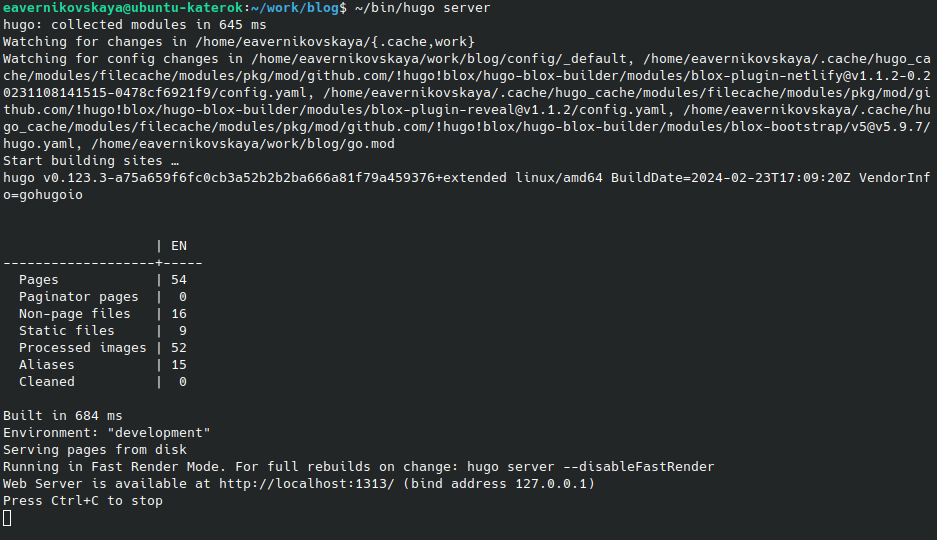 eavernikovskaya@ubuntu-katerok:~/work/blog$ ~/bin/hugo server
hugo: collected modules in 645 ms
Watching for changes in /home/eavernikovskaya/{.cache,work}
Watching for config changes in /home/eavernikovskaya/work/blog/config/_default, /home/eavernikovskaya/.cache/hugo_ca
che/modules/filecache/modules/pkg/mod/github.com/!hugo!blox/hugo-blox-builder/modules/blox-plugin-netlify@v1.1.2-0.2
0231108141515-0478cf6921f9/config.yaml, /home/eavernikovskaya/.cache/hugo_cache/modules/filecache/modules/pkg/mod/gi
thub.com/!hugo!blox/hugo-blox-builder/modules/blox-plugin-reveal@v1.1.2/config.yaml, /home/eavernikovskaya/.cache/hu
go_cache/modules/filecache/modules/pkg/mod/github.com/!hugo!blox/hugo-blox-builder/modules/blox-bootstrap/v5@v5.9.7/
hugo.yaml, /home/eavernikovskaya/work/blog/go.mod
Start building sites …
hugo v0.123.3-a75a659f6fc0cb3a52b2b2ba666a81f79a459376+extended linux/amd64 BuildDate=2024-02-23T17:09:20Z VendorInf
o=gohugoio
                   | EN
-------------------+-----
  Pages            | 54
  Paginator pages  |  0
  Non-page files   | 16
  Static files     |  9
  Processed images | 52
  Aliases          | 15
  Cleaned          |  0
Built in 684 ms
Environment: "development"
Serving pages from disk
Running in Fast Render Mode. For full rebuilds on change: hugo server --disableFastRender
Web Server is available at http://localhost:1313/ (bind address 127.0.0.1)
Press Ctrl+C to stop